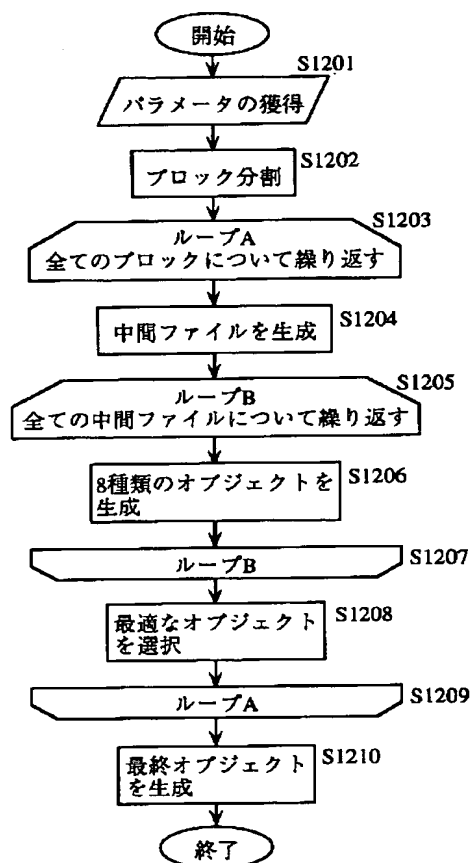 開始
S1201
パラメータの獲得
S1202
ブロック分割
S1203
ループA
全てのブロックについて繰り返す
S1204
中間ファイルを生成
S1205
ループB
全ての中間ファイルについて繰り返す
S1206
8種類のオブジェクトを
生成
S1207
ループB
S1208
最適なオブジェクト
を選択
S1209
ループA
S1210
最終オブジェクト
を生成
終了